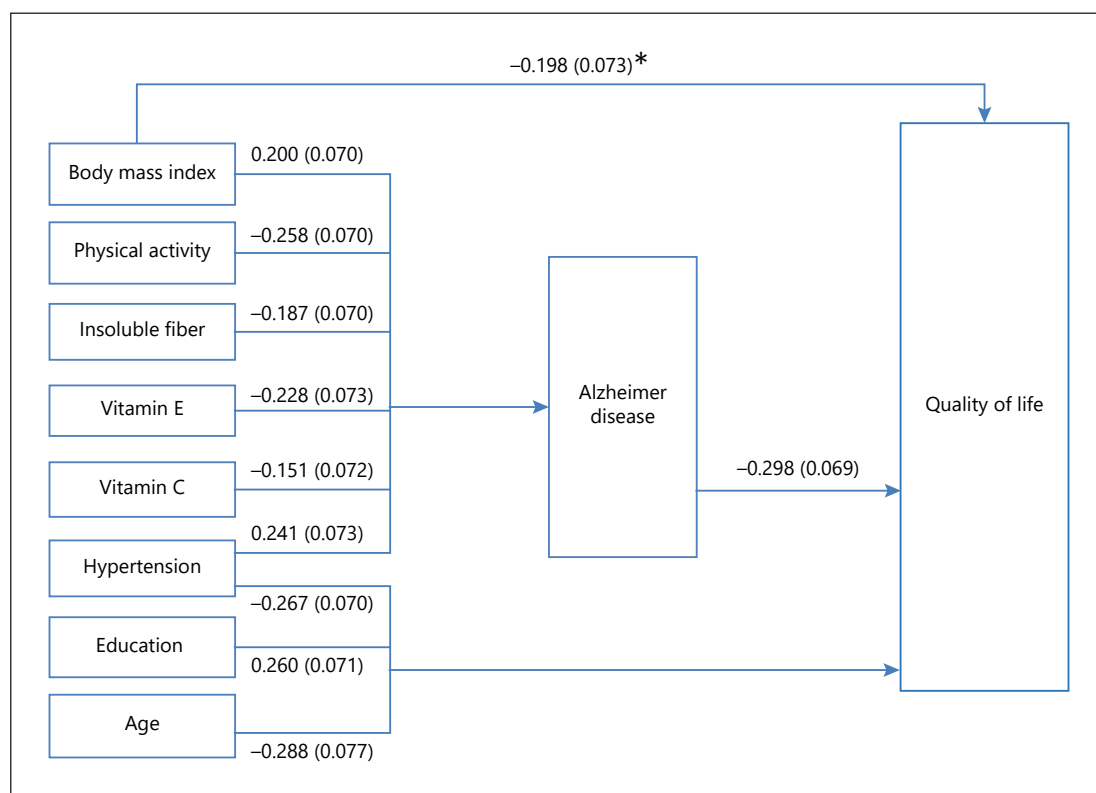 –0.198 (0.073)*
Body mass index
0.200 (0.070)
Physical activity
–0.258 (0.070)
Insoluble fiber
–0.187 (0.070)
Vitamin E
–0.228 (0.073)
Vitamin C
–0.151 (0.072)
Hypertension
0.241 (0.073)
–0.267 (0.070)
Education
0.260 (0.071)
Age
–0.288 (0.077)
Alzheimer
disease
–0.298 (0.069)
Quality of life